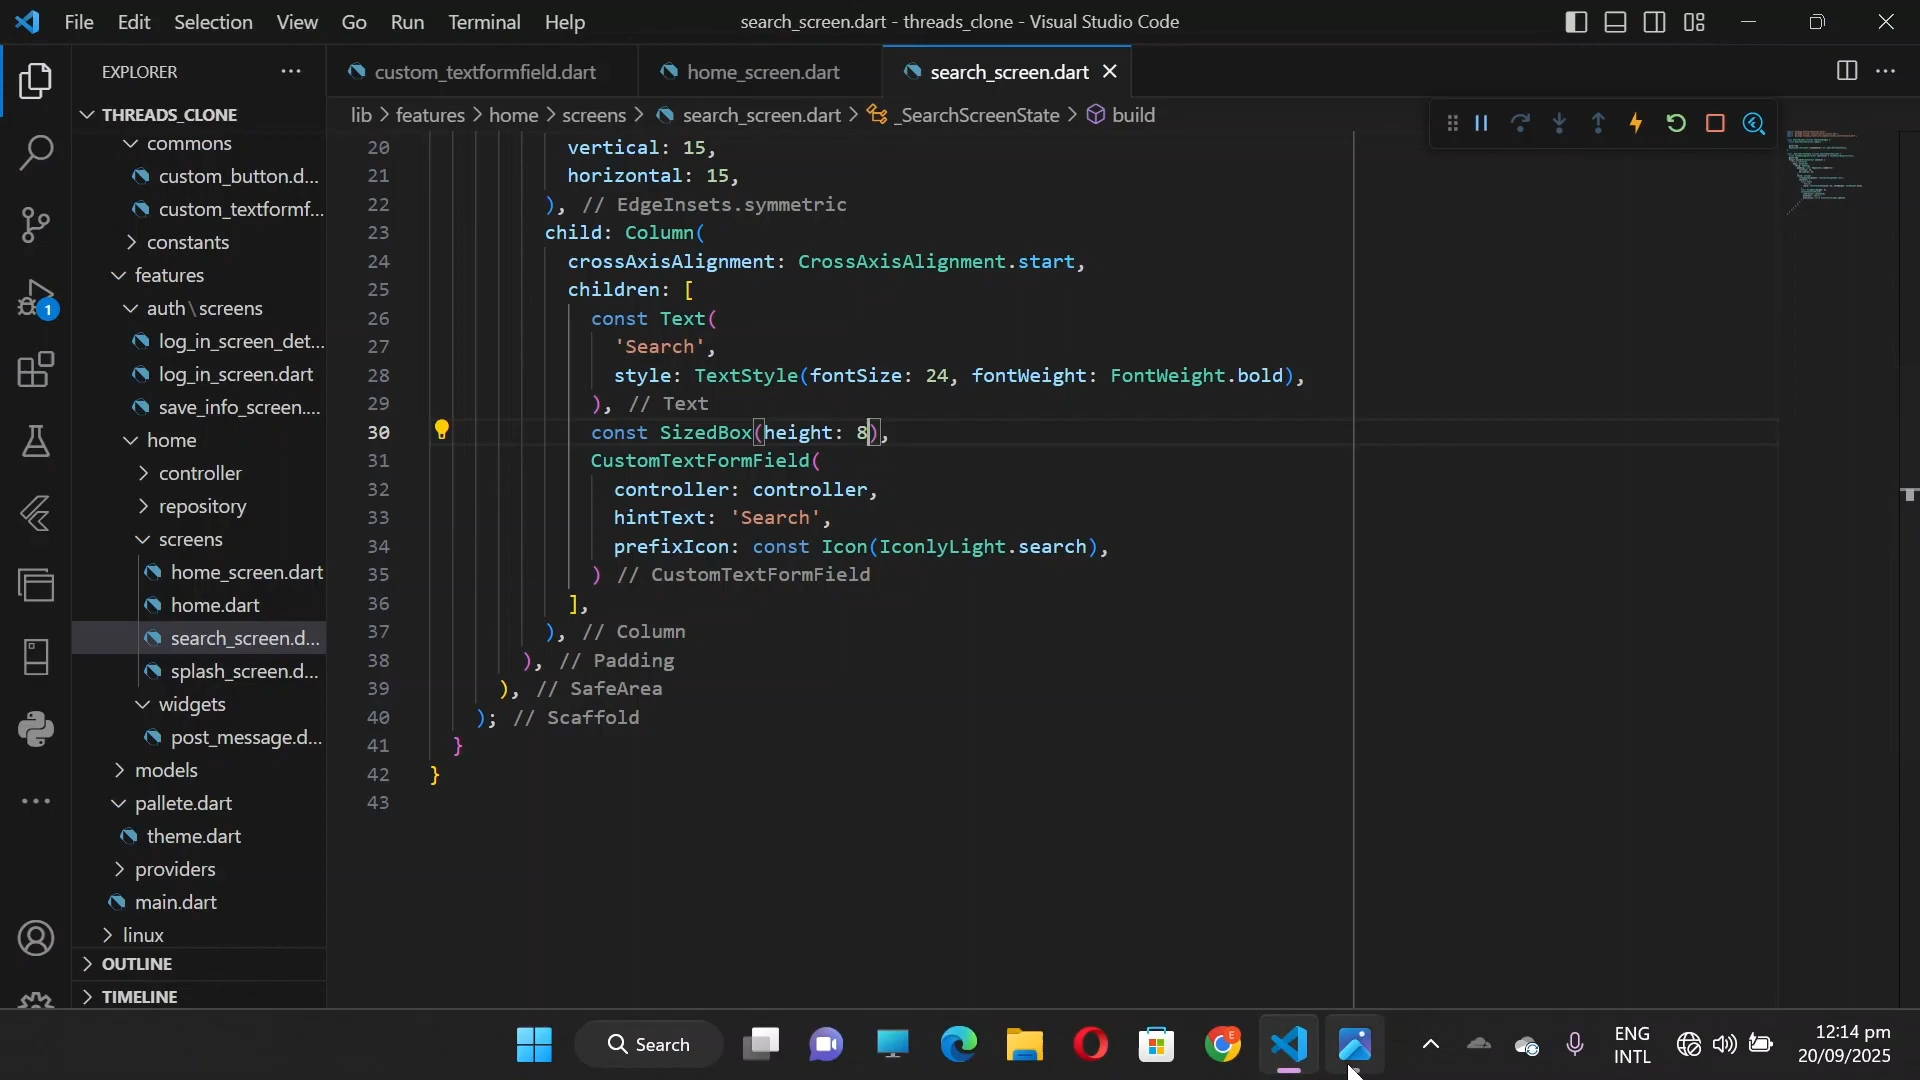 File Edit Selection View Go Run Terminal Help
search_screen.dart - threads_clone - Visual Studio Code
EXPLORER
THREADS_CLONE
commons
custom_button.d...
custom_textformf...
constants
features
auth\screens
log_in_screen_det...
log_in_screen.dart
save_info_screen....
home
controller
repository
screens
home_screen.dart
home.dart
search_screen.d...
splash_screen.d...
widgets
post_message.d...
models
pallete.dart
theme.dart
providers
main.dart
linux
OUTLINE
TIMELINE
1
custom_textformfield.dart home_screen.dart search_screen.dart
lib > features > home > screens > search_screen.dart > _SearchScreenState > build
20 vertical: 15,
21 horizontal: 15,
22 ), // EdgeInsets.symmetric
23 child: Column(
24 crossAxisAlignment: CrossAxisAlignment.start,
25 children: [
26 const Text(
27 'Search',
28 style: TextStyle(fontSize: 24, fontWeight: FontWeight.bold),
29 ), // Text
30 const SizedBox(height: 8),
31 CustomTextFormField(
32 controller: controller,
33 hintText: 'Search',
34 prefixIcon: const Icon(IconlyLight.search),
35 ) // CustomTextFormField
36 ],
37 ), // Column
38 ), // Padding
39 ), // SafeArea
40 ); // Scaffold
41 }
42 }
43
Search
ENG
INTL
12:14 pm
20/09/2025